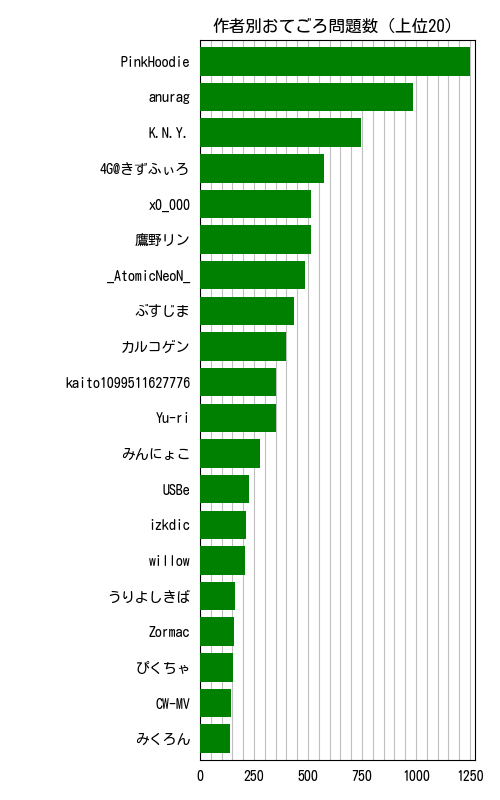 作者別おてごろ問題数 (上位20)
PinkHoodie
anurag
K.N.Y.
4G@きずふぃろ
x0_000
鷹野リン
_AtomicNeoN_
ぶすじま
カルコゲン
kaito1099511627776
Yu-ri
みんにょこ
USBe
izkdic
willow
うりよしきば
Zormac
ぴくちゃ
CW-MV
みくろん
0 250 500 750 1000 1250